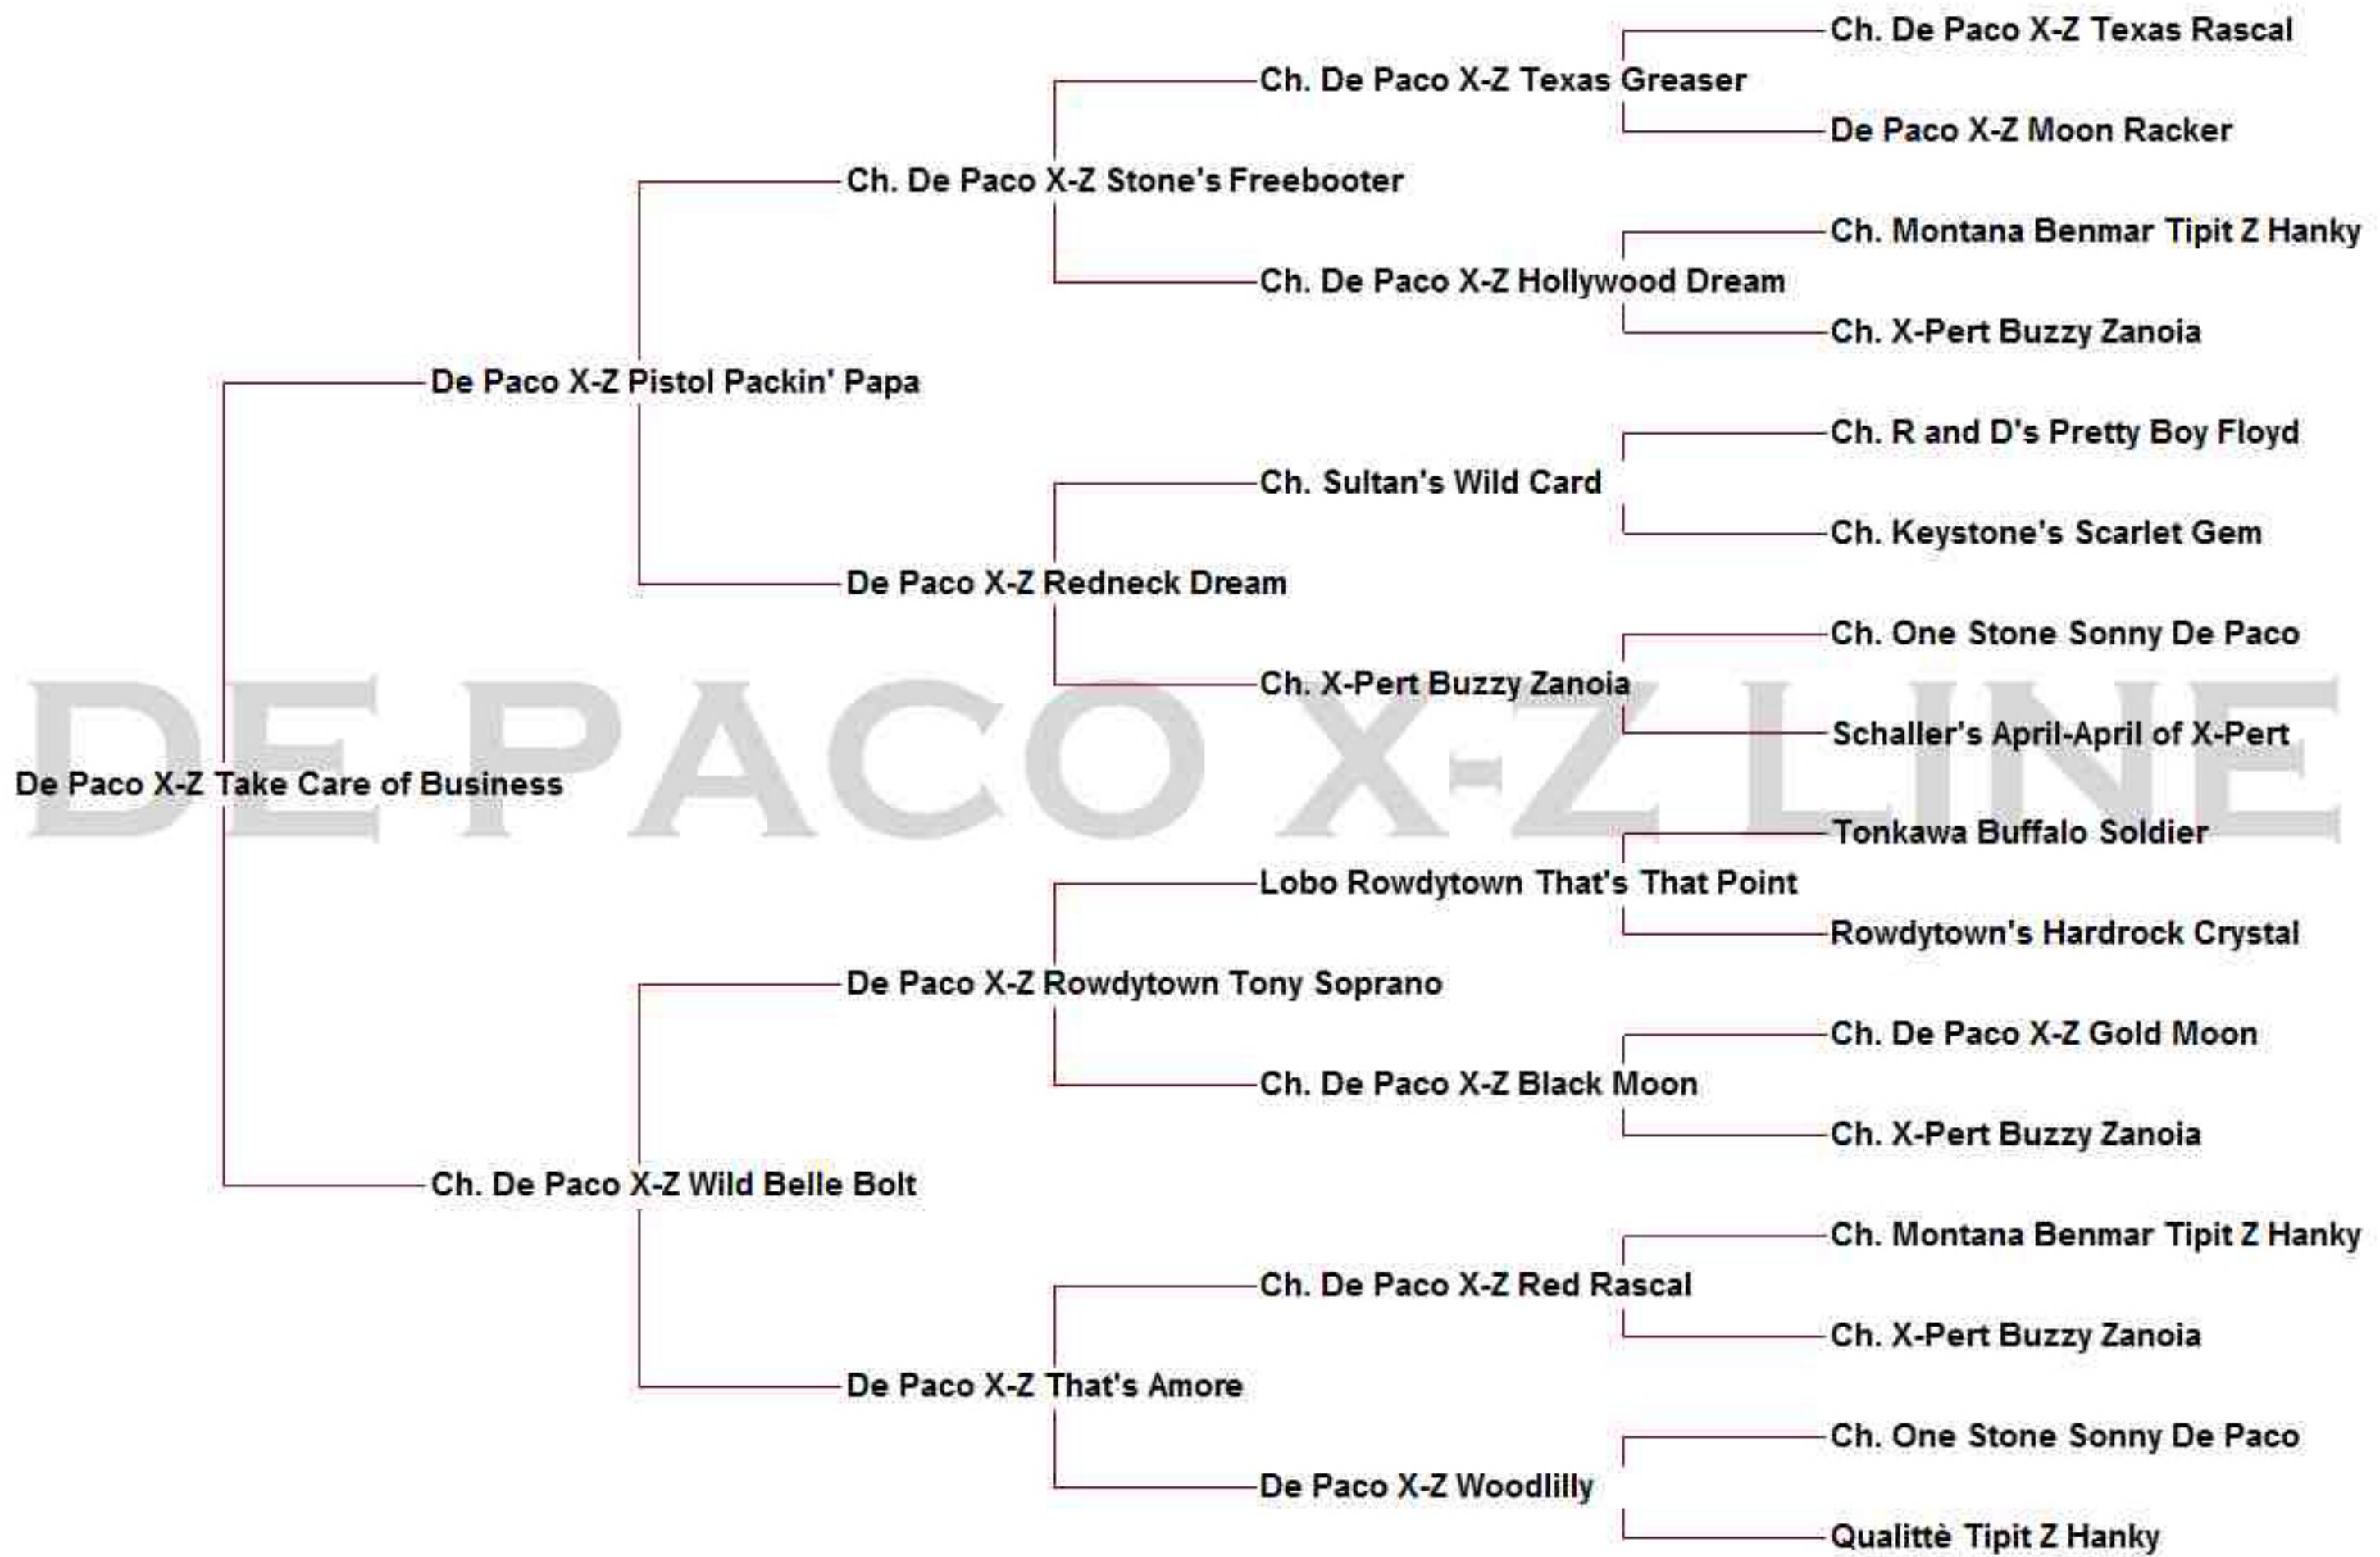 Ch. De Paco X-Z Texas Rascal
Ch. De Paco X-Z Texas Greaser
De Paco X-Z Moon Racker
Ch. De Paco X-Z Stone's Freebooter
Ch. Montana Benmar Tipit Z Hanky
Ch. De Paco X-Z Hollywood Dream
Ch. X-Pert Buzzy Zanoia
De Paco X-Z Pistol Packin' Papa
Ch. R and D's Pretty Boy Floyd
Ch. Sultan's Wild Card
Ch. Keystone's Scarlet Gem
De Paco X-Z Redneck Dream
Ch. One Stone Sonny De Paco
Ch. X-Pert Buzzy Zanoia
Schaller's April-April of X-Pert
DE PACO X-Z LINE
De Paco X-Z Take Care of Business
Tonkawa Buffalo Soldier
Lobo Rowdytown That's That Point
Rowdytown's Hardrock Crystal
De Paco X-Z Rowdytown Tony Soprano
Ch. De Paco X-Z Gold Moon
Ch. De Paco X-Z Black Moon
Ch. X-Pert Buzzy Zanoia
Ch. De Paco X-Z Wild Belle Bolt
Ch. Montana Benmar Tipit Z Hanky
Ch. De Paco X-Z Red Rascal
Ch. X-Pert Buzzy Zanoia
De Paco X-Z That's Amore
Ch. One Stone Sonny De Paco
De Paco X-Z Woodlilly
Qualittè Tipit Z Hanky